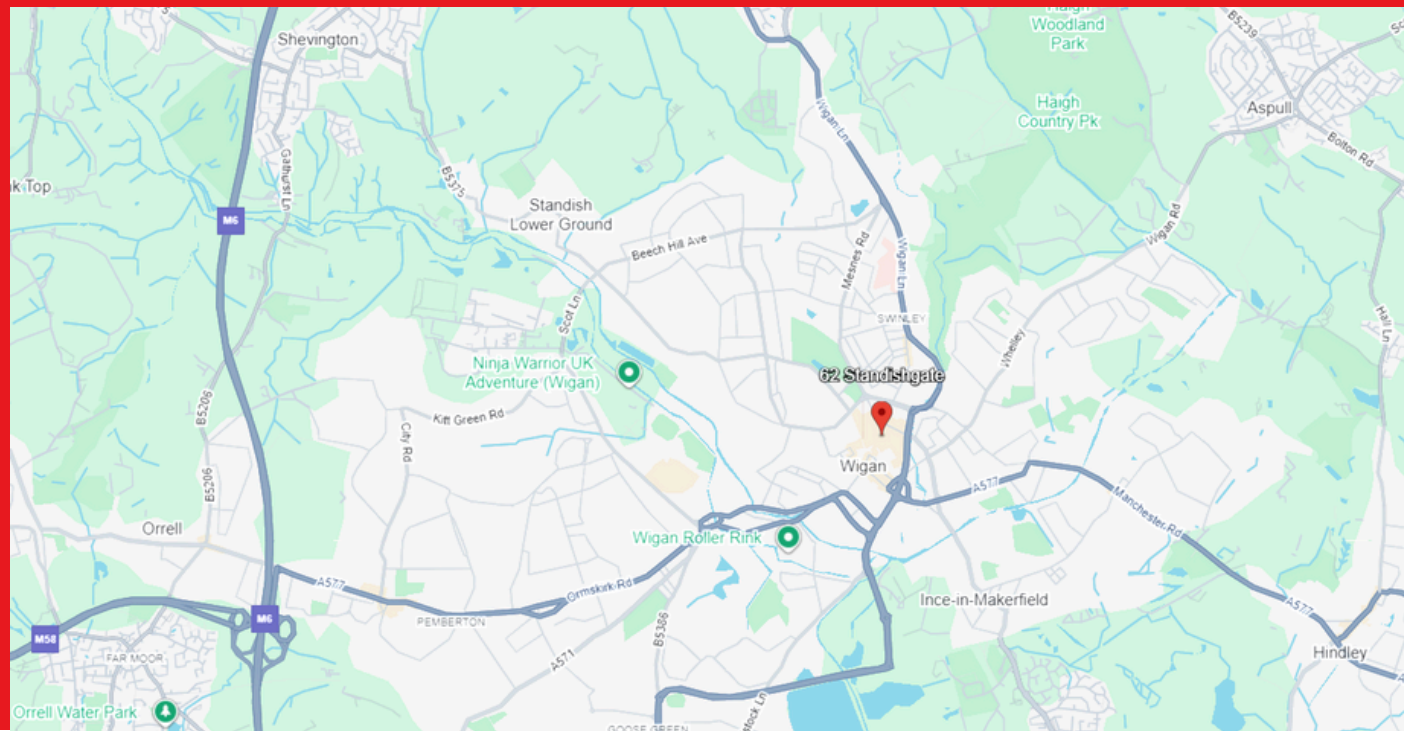 Haigh
Woodland
Park
B5239
Shevington
Aspull
Haigh
Country Pk
Bolton Rd
Wigan Ln
Gathurst Ln
B5375
nk Top
M6
Standish
Lower Ground
Beech Hill Ave
Mesnes Rd
Wigan Ln
Wigan Rd
Scot Ln
SWINLEY
Hall Ln
Whelley
Ninja Warrior UK
Adventure (Wigan)
62 Standishgate
B5206
Kitt Green Rd
City Rd
Wigan
B5206
A577
Manchester Rd
Orrell
Wigan Roller Rink
A577
Ormskirk Rd
Ince-in-Makerfield
A577
M6
PEMBERTON
M58
B5386
FAR MOOR
A571
Hindley
Orrell Water Park
stock Ln
GOOSE GREEN